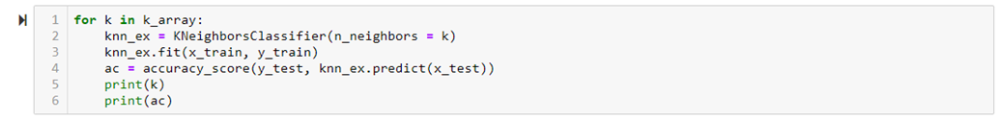 1 for k in k_array:
2     knn_ex = KNeighborsClassifier(n_neighbors = k)
3     knn_ex.fit(x_train, y_train)
4     ac = accuracy_score(y_test, knn_ex.predict(x_test))
5     print(k)
6     print(ac)